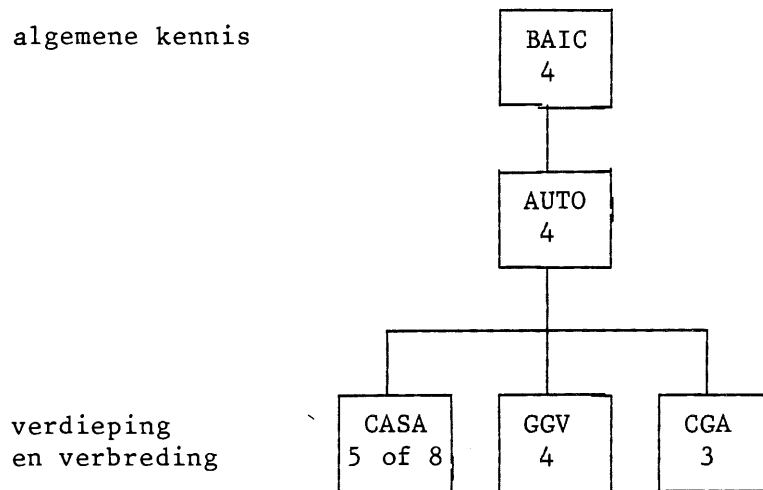 algemene kennis
BAIC
4
AUTO
4
verdieping
en verbreding
CASA
5 of 8
GGV
4
CGA
3